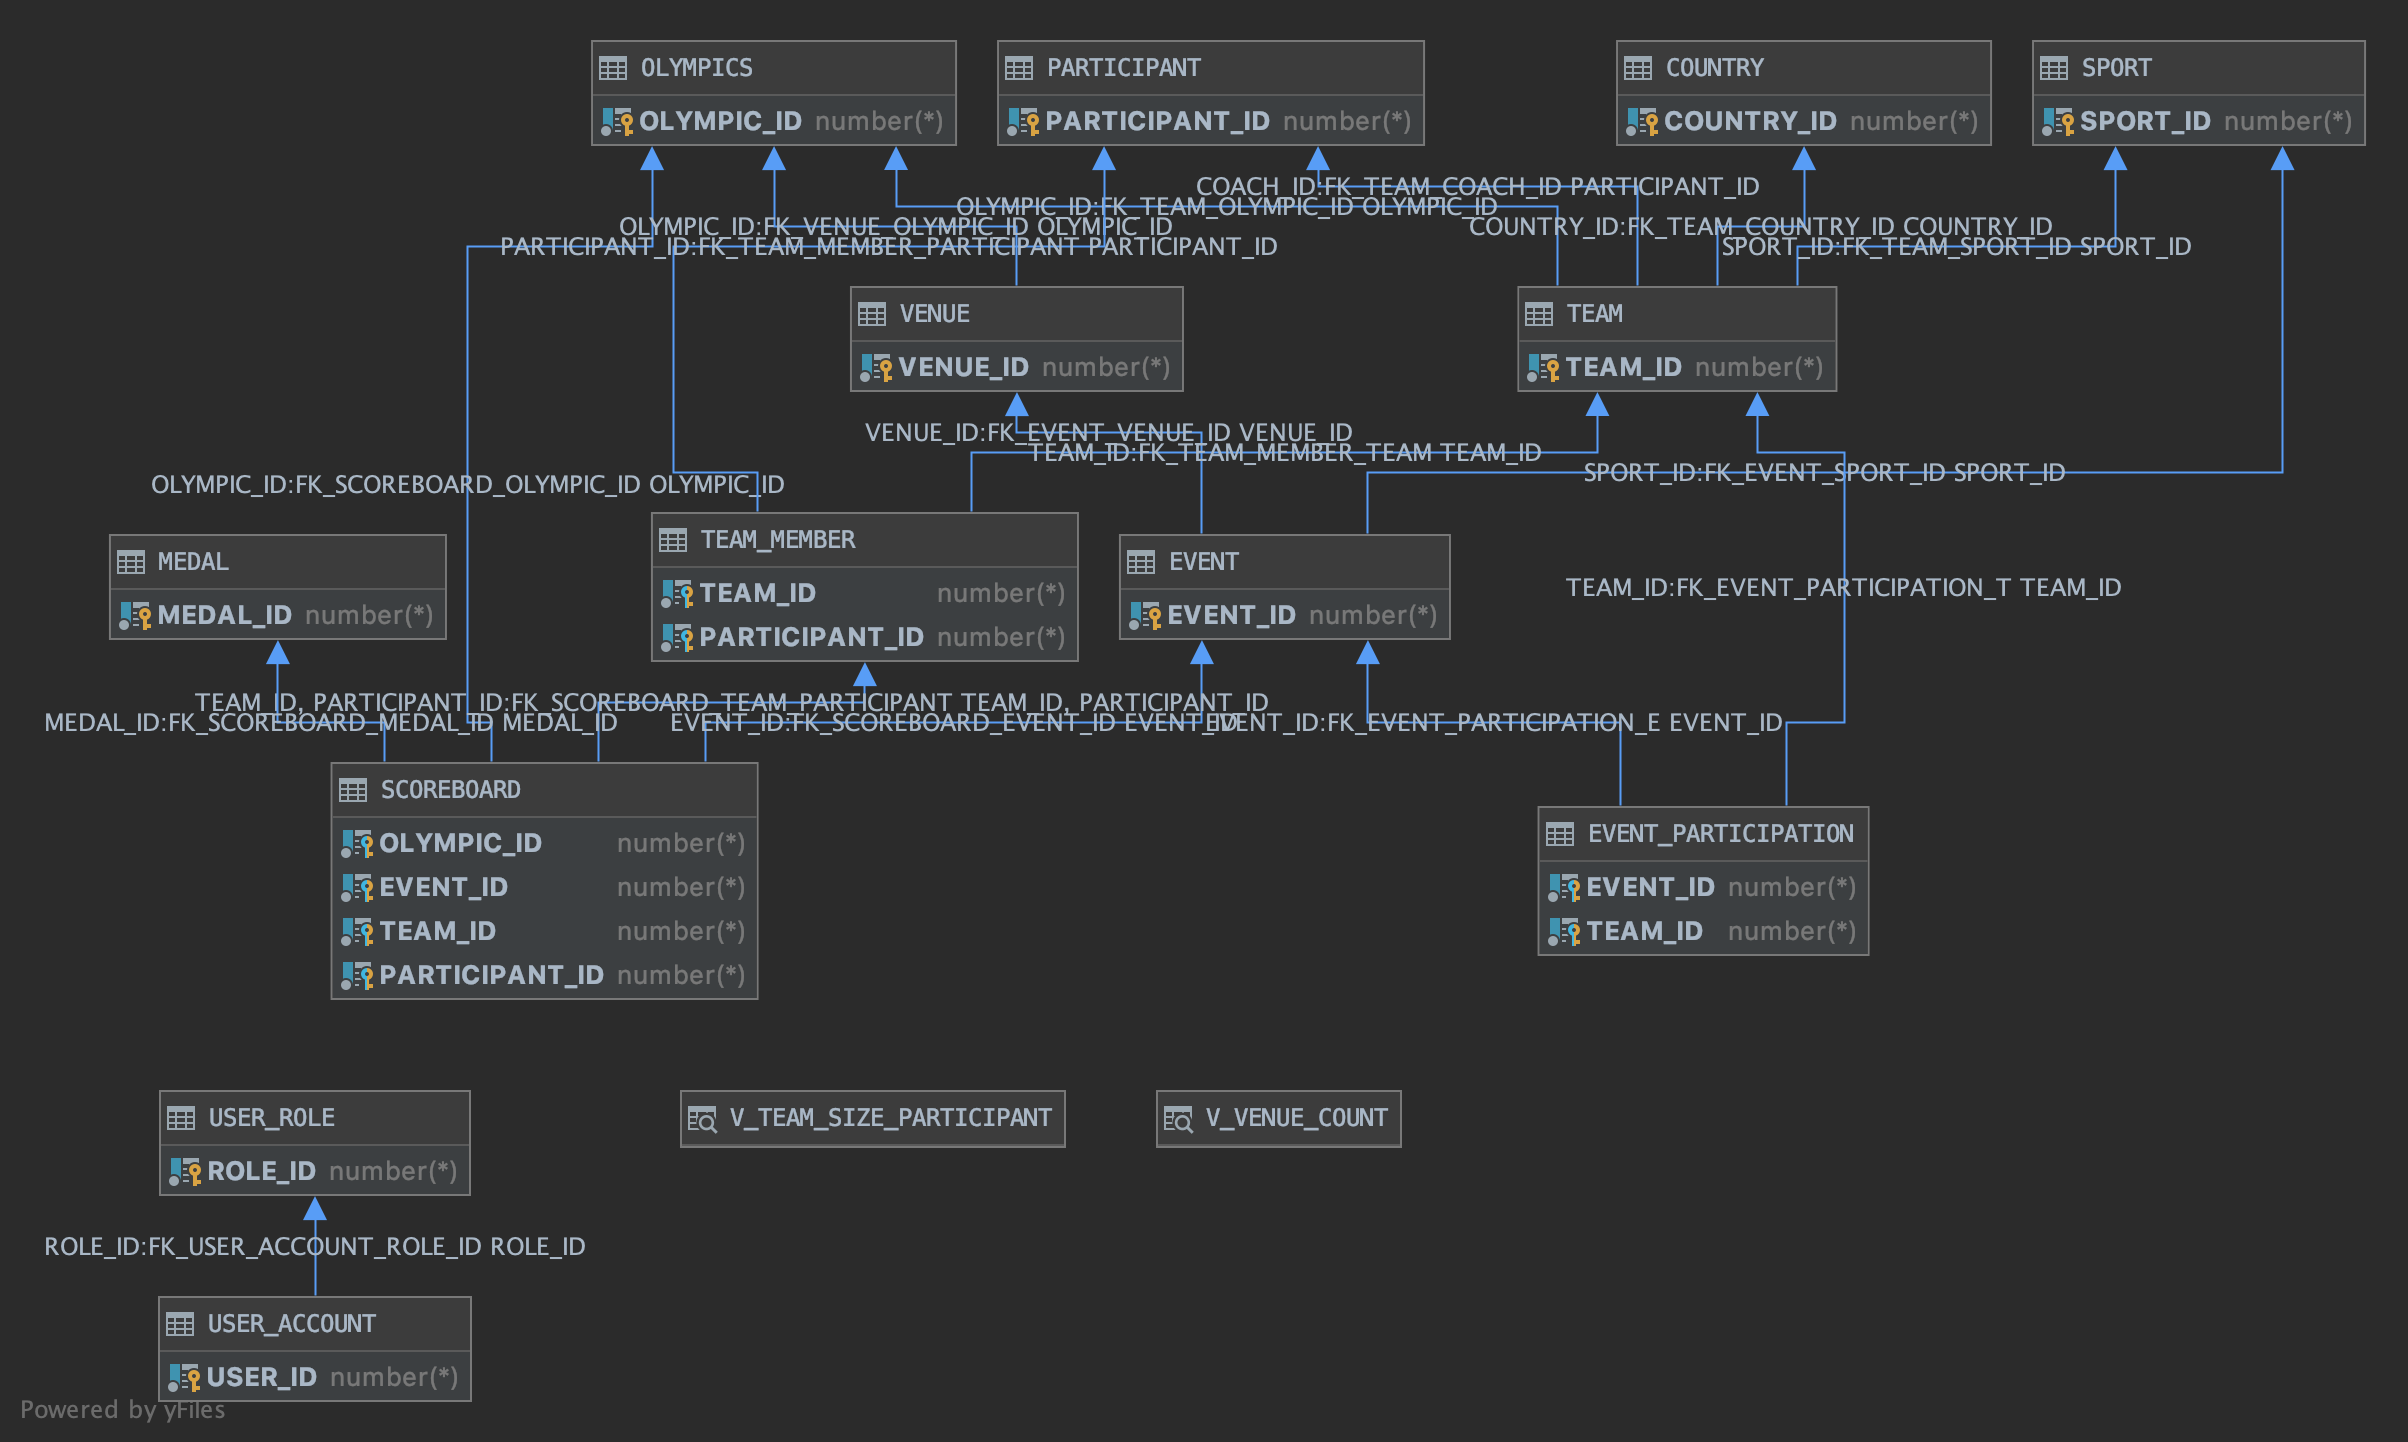 OLYMPICS
OLYMPIC_ID number(*)
PARTICIPANT
PARTICIPANT_ID number(*)
COUNTRY
COUNTRY_ID number(*)
SPORT
SPORT_ID number(*)
COACH_ID:FK_TEAM_COACH_ID PARTICIPANT_ID
OLYMPIC_ID:FK_TEAM_OLYMPIC_ID OLYMPIC_ID
OLYMPIC_ID:FK_VENUE_OLYMPIC_ID OLYMPIC_ID
COUNTRY_ID:FK_TEAM_COUNTRY_ID COUNTRY_ID
PARTICIPANT_ID:FK_TEAM_MEMBER_PARTICIPANT PARTICIPANT_ID
SPORT_ID:FK_TEAM_SPORT_ID SPORT_ID
VENUE
VENUE_ID number(*)
TEAM
TEAM_ID number(*)
VENUE_ID:FK_EVENT_VENUE_ID VENUE_ID
TEAM_ID:FK_TEAM_MEMBER_TEAM TEAM_ID
SPORT_ID:FK_EVENT_SPORT_ID SPORT_ID
OLYMPIC_ID:FK_SCOREBOARD_OLYMPIC_ID OLYMPIC_ID
MEDAL
MEDAL_ID number(*)
TEAM_MEMBER
TEAM_ID number(*)
PARTICIPANT_ID number(*)
EVENT
EVENT_ID number(*)
TEAM_ID:FK_EVENT_PARTICIPATION_T TEAM_ID
TEAM_ID, PARTICIPANT_ID:FK_SCOREBOARD_TEAM_PARTICIPANT TEAM_ID, PARTICIPANT_ID
MEDAL_ID:FK_SCOREBOARD_MEDAL_ID MEDAL_ID
EVENT_ID:FK_SCOREBOARD_EVENT_ID EVENT_ID
EVENT_ID:FK_EVENT_PARTICIPATION_E EVENT_ID
SCOREBOARD
OLYMPIC_ID number(*)
EVENT_ID number(*)
TEAM_ID number(*)
PARTICIPANT_ID number(*)
EVENT_PARTICIPATION
EVENT_ID number(*)
TEAM_ID number(*)
USER_ROLE
ROLE_ID number(*)
V_TEAM_SIZE_PARTICIPANT
V_VENUE_COUNT
ROLE_ID:FK_USER_ACCOUNT_ROLE_ID ROLE_ID
USER_ACCOUNT
USER_ID number(*)
Powered by yFiles